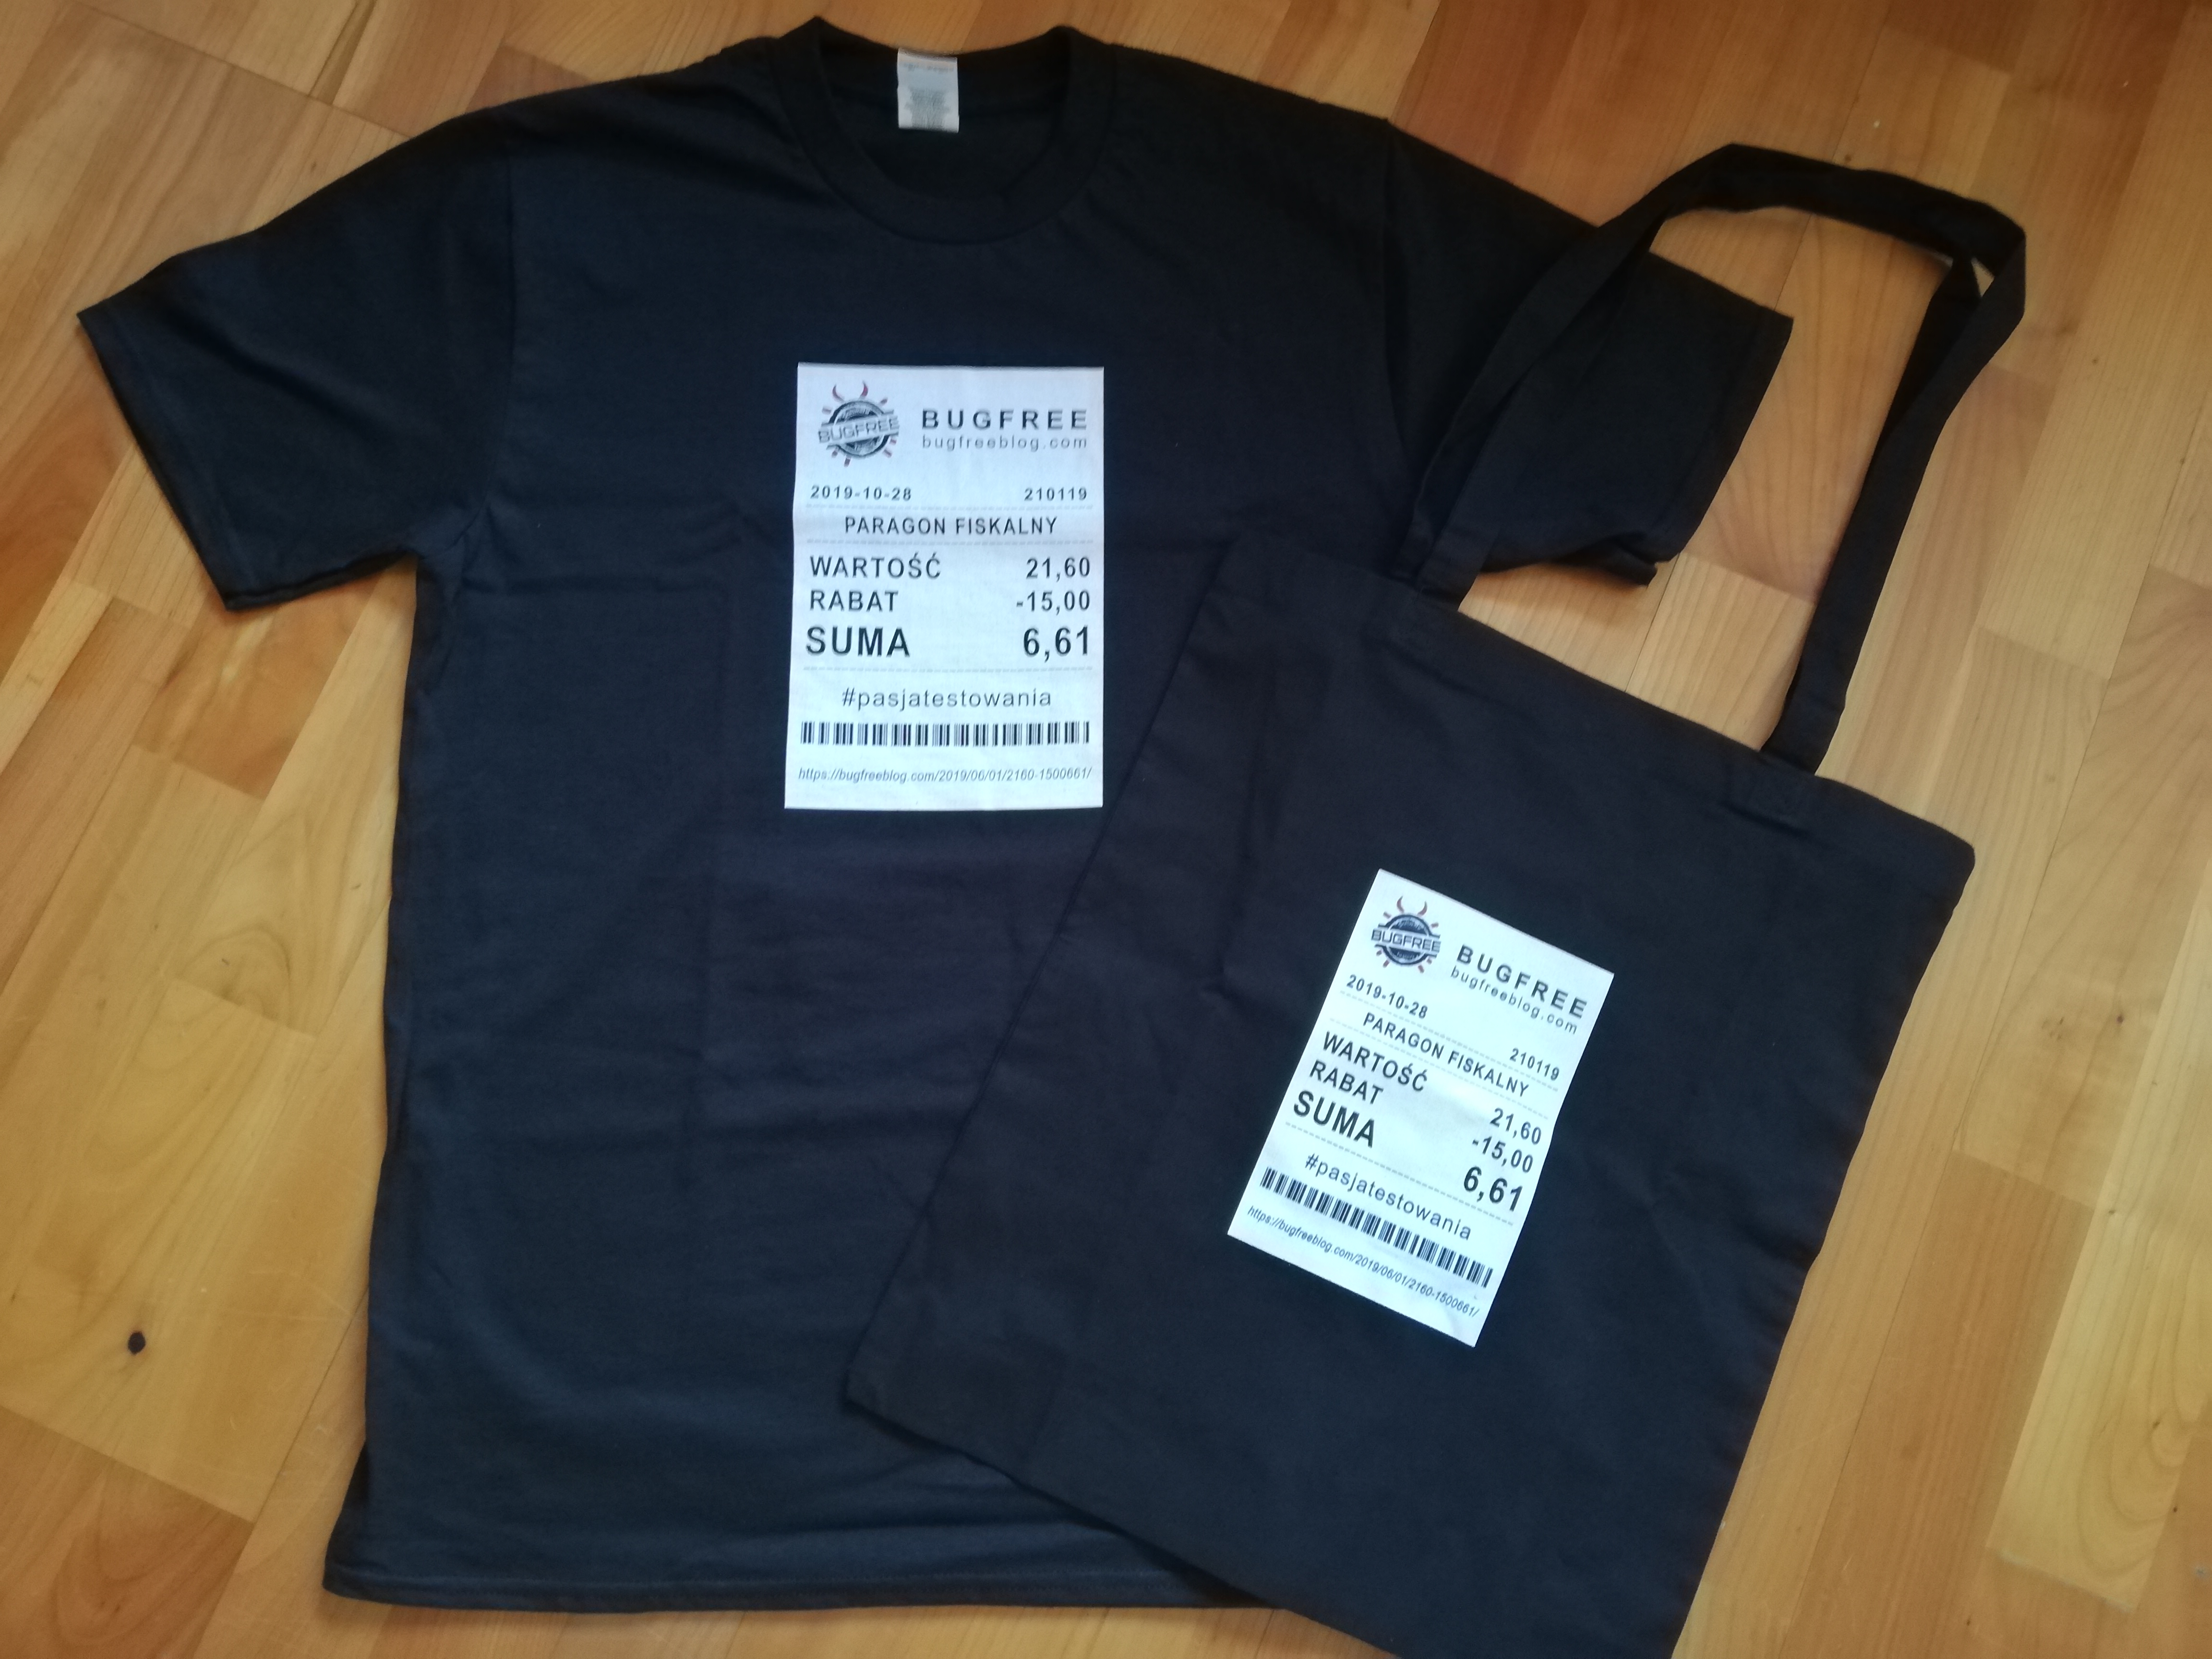 BUGFREE
BUGFREE
bugfreeblog.com
2019-10-28 210119
PARAGON FISKALNY
WARTOŚĆ 21,60
RABAT -15,00
SUMA 6,61
#pasjatestowania
https://bugfreeblog.com/2019/06/01/2160-1500661/
BUGFREE
BUGFREE
bugfreeblog.com
2019-10-28 210119
PARAGON FISKALNY
WARTOŚĆ 21,60
RABAT -15,00
SUMA 6,61
#pasjatestowania
https://bugfreeblog.com/2019/06/01/2160-1500661/